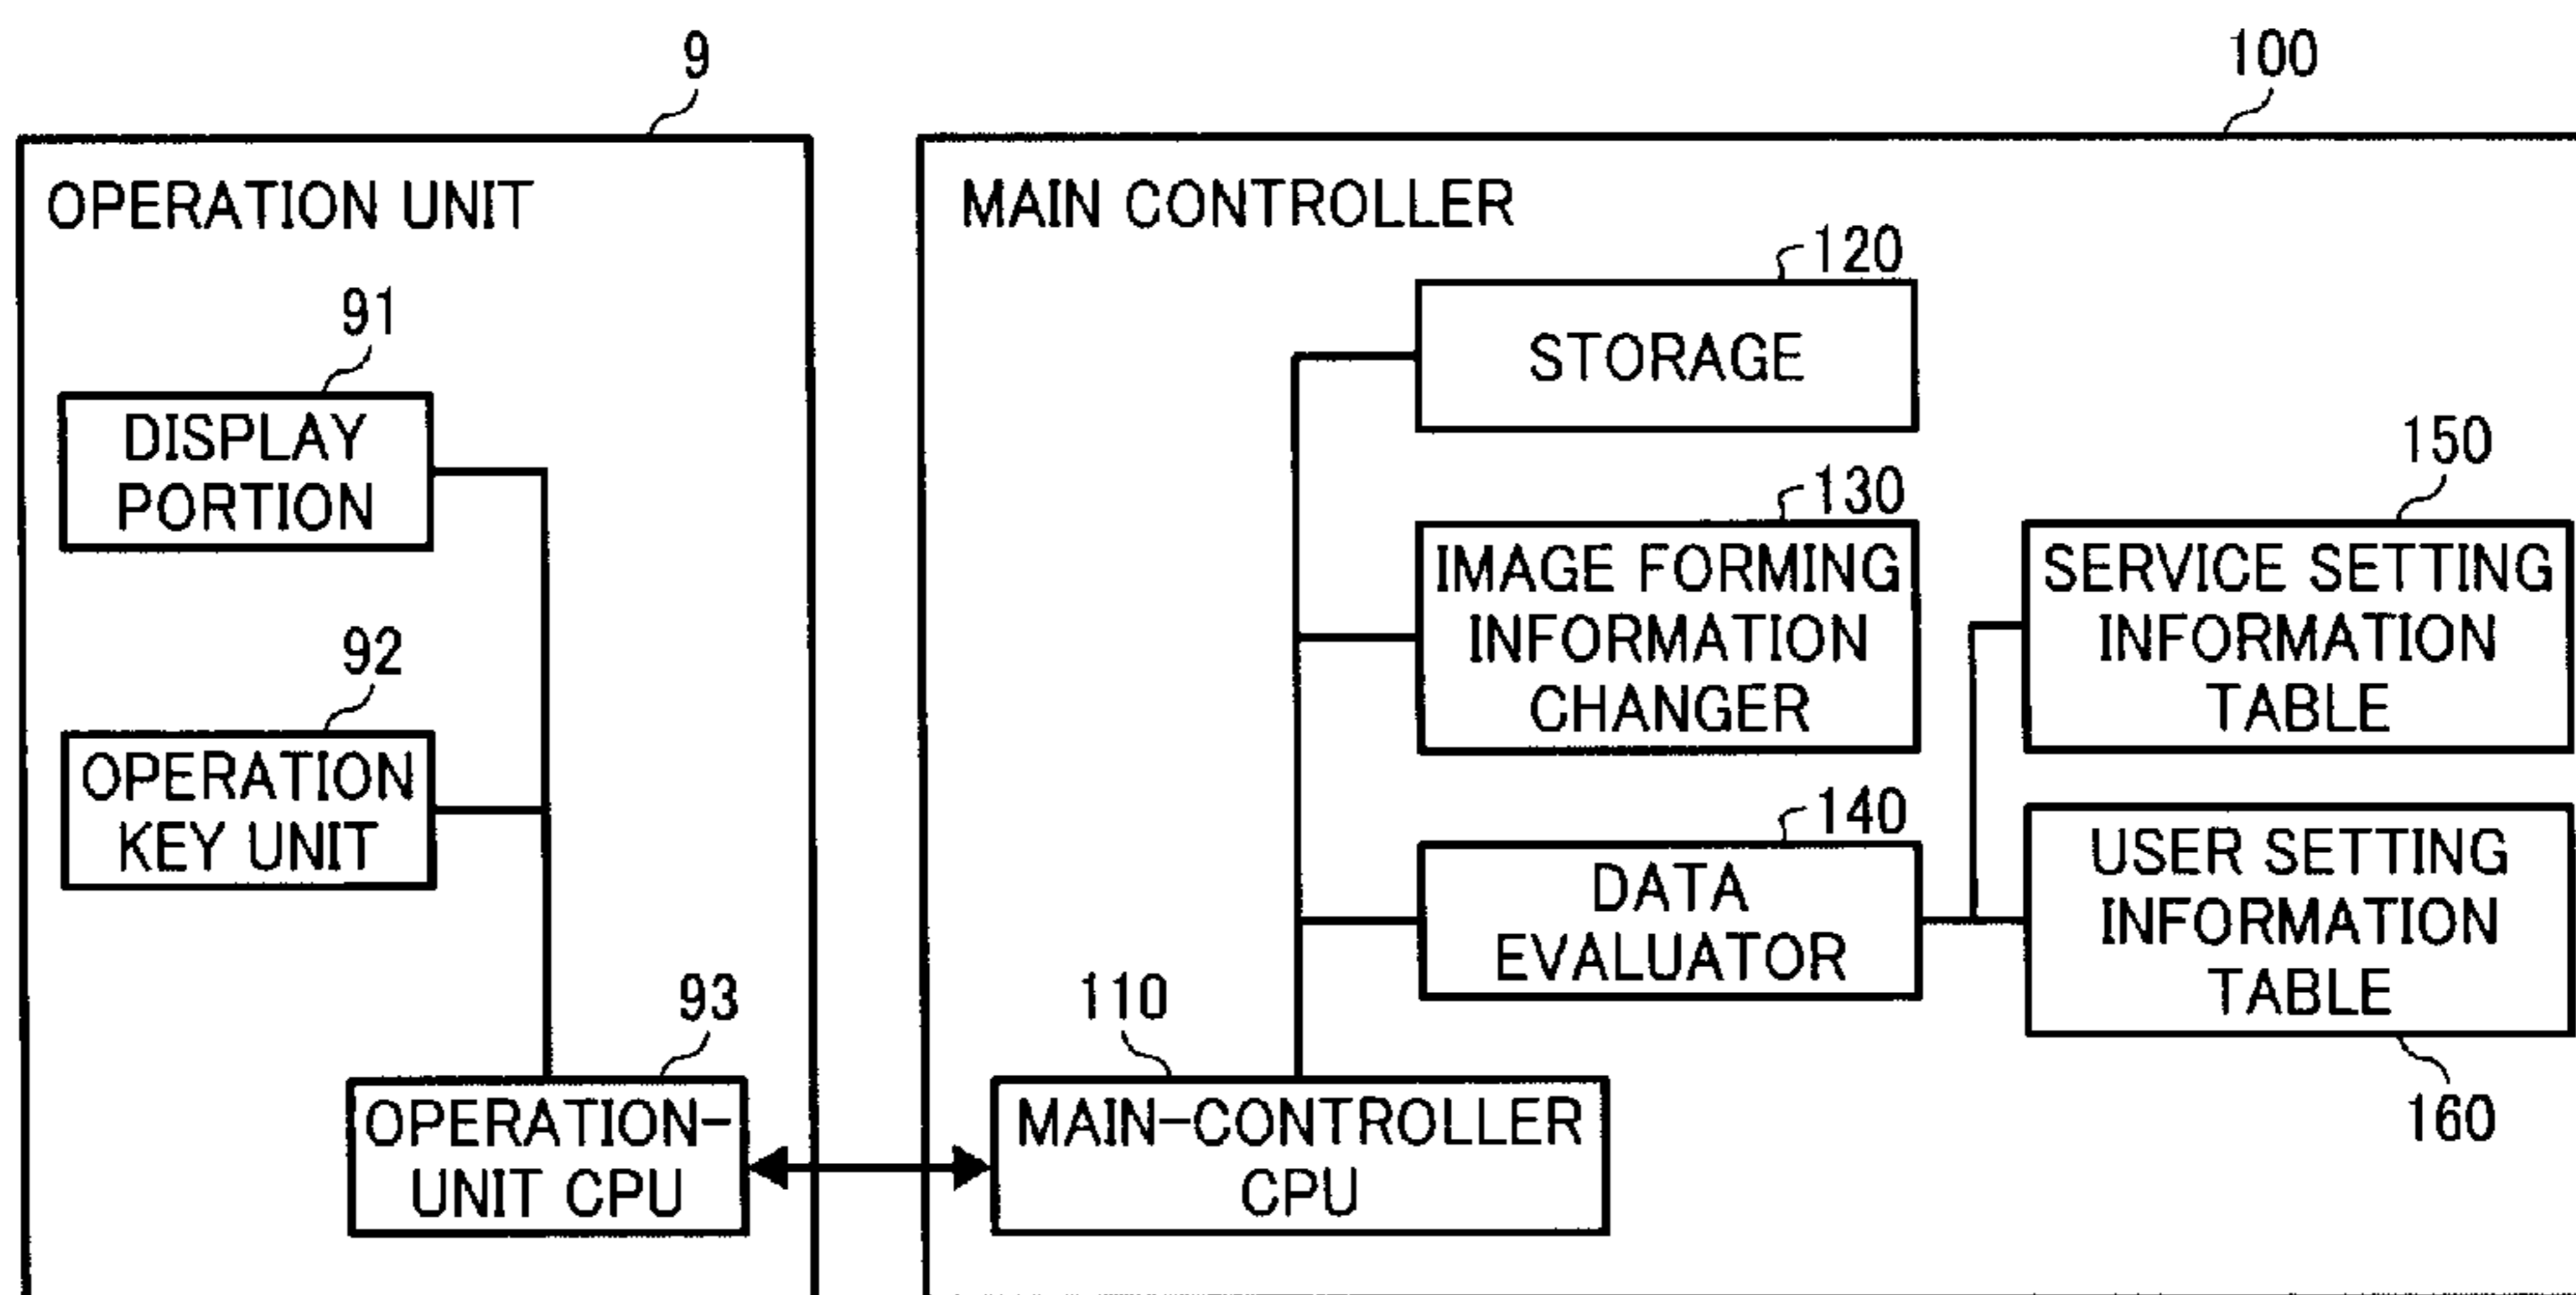 9
100
OPERATION UNIT
MAIN CONTROLLER
91
DISPLAY
PORTION
92
OPERATION
KEY UNIT
93
OPERATION-
UNIT CPU
120
STORAGE
130
IMAGE FORMING
INFORMATION
CHANGER
140
DATA
EVALUATOR
110
MAIN-CONTROLLER
CPU
150
SERVICE SETTING
INFORMATION
TABLE
USER SETTING
INFORMATION
TABLE
160